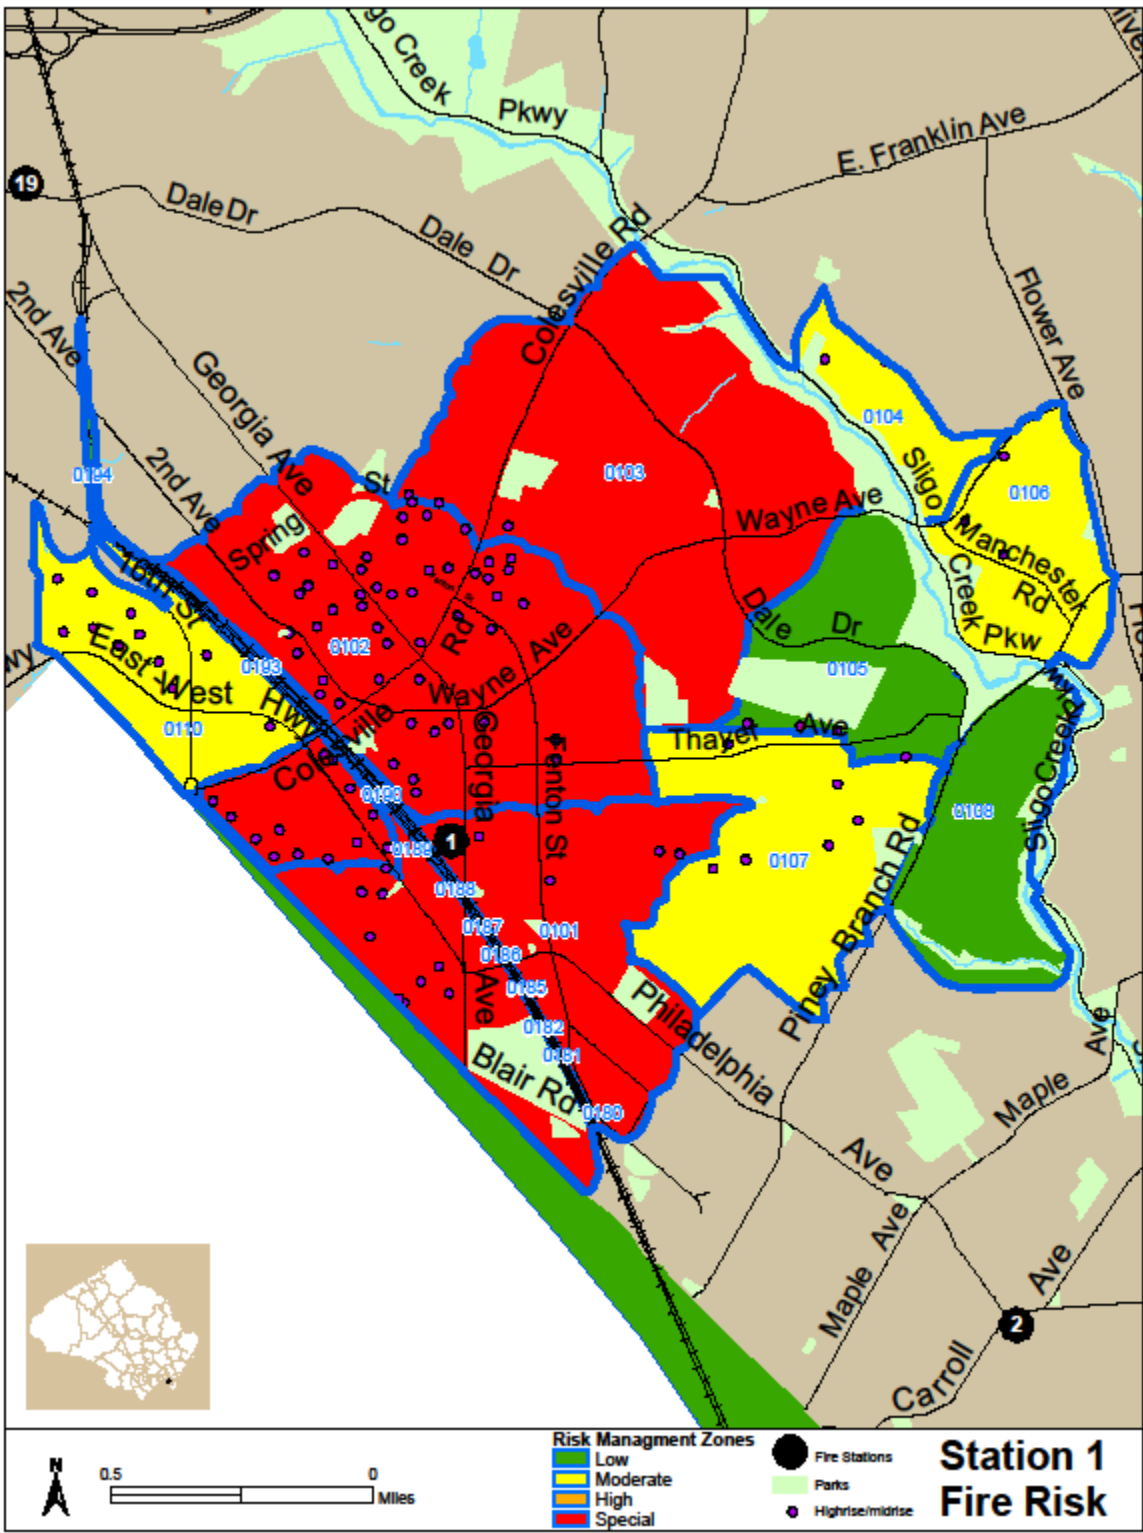 go Creek
Pkwy
E. Franklin Ave
19
Dale Dr
Dale Dr
Colesville Rd
Flower Ave
2nd Ave
Georgia Ave
0104
0194
2nd Ave
St
0103
Sligo
0106
Spring
Wayne Ave
Manchester
Rd
16th St
Creek
Pkw
Dale Dr
Rd
Ave
0102
0105
East West
Hwy
0193
wy
Wayne
0110
Colesville
Georgia
Thayer Ave
Fenton St
Sligo Creek
0190
0108
1
0189
0107
0188
Piney Branch Rd
0187
0101
0186
0185
Ave
Philadelphia
0182
0181
Blair Rd
0180
Ave
Maple
Ave
Maple Ave
Ave
2
Carroll
N
0.5 0
Miles
Risk Managment Zones
Low
Moderate
High
Special
Fire Stations
Parks
Highrise/midrise
Station 1
Fire Risk